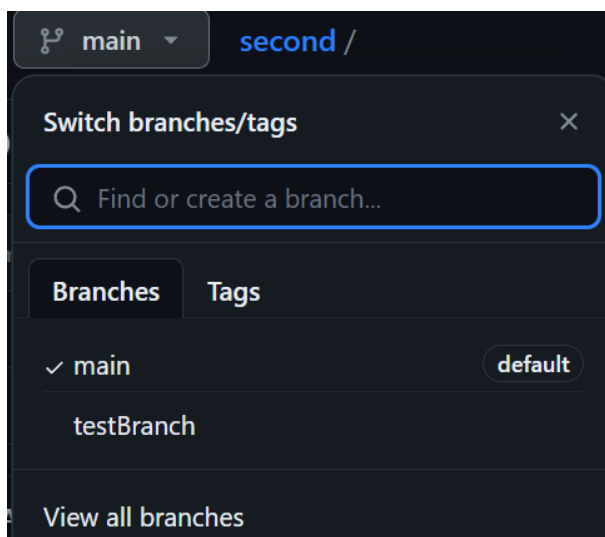 main second /
Switch branches/tags
Find or create a branch...
Branches Tags
main default
testBranch
View all branches